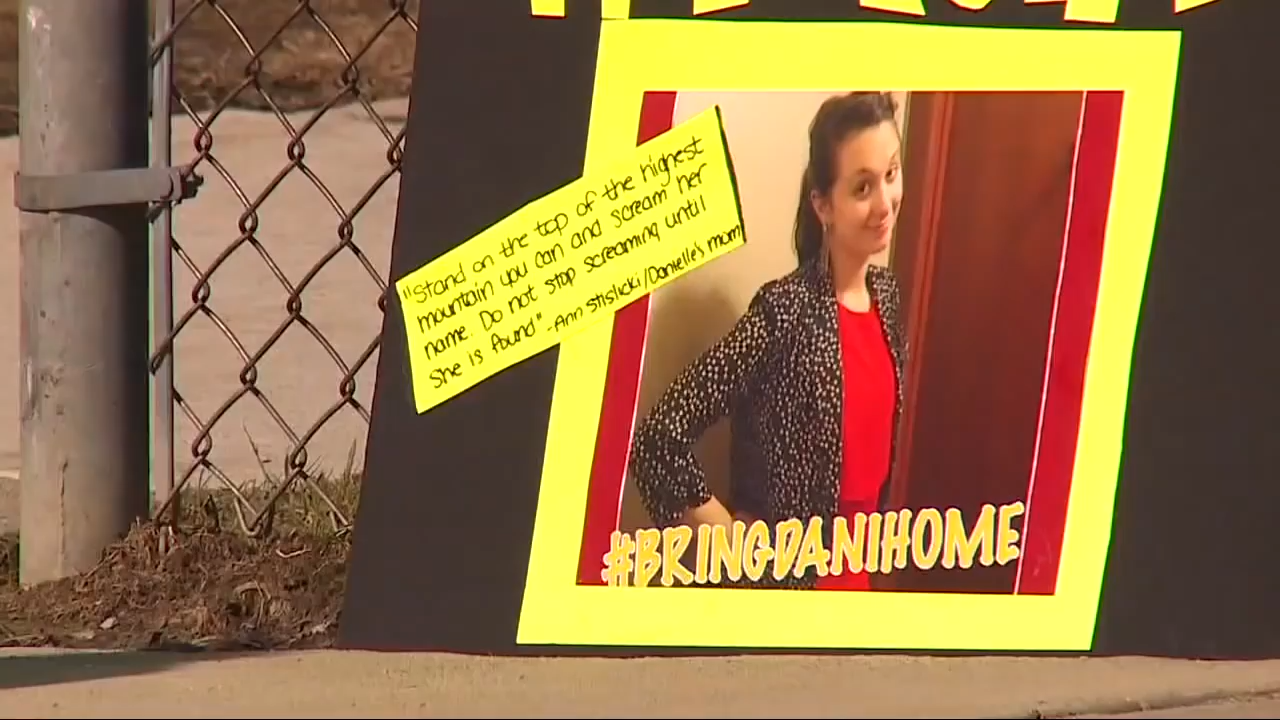 "Stand on the top of the highest
mountain you can and scream her
name. Do not stop screaming until
she is found" -Ann Stislicki/Danielle's mom
#BRINGDANIHOME